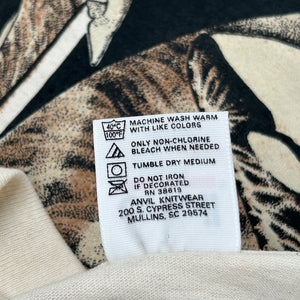 40°C
100°F
MACHINE WASH WARM
WITH LIKE COLORS
ONLY NON-CHLORINE
BLEACH WHEN NEEDED
TUMBLE DRY MEDIUM
DO NOT IRON
IF DECORATED
RN 38619
ANVIL KNITWEAR
200 S. CYPRESS STREET
MULLINS, SC 29574